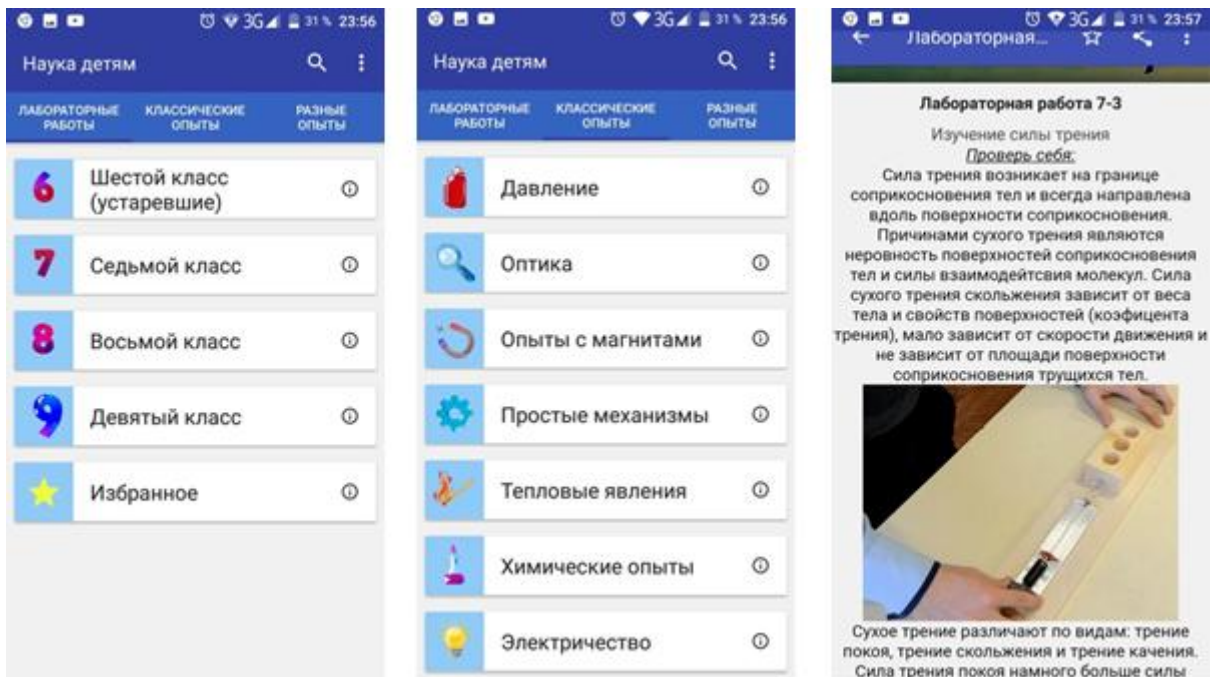 3G 31 % 23:56
Наука детям
ЛАБОРАТОРНЫЕ РАБОТЫ
КЛАССИЧЕСКИЕ ОПЫТЫ
РАЗНЫЕ ОПЫТЫ
6
Шестой класс
(устаревшие)
7
Седьмой класс
8
Восьмой класс
9
Девятый класс
Избранное
3G 31 % 23:56
Наука детям
ЛАБОРАТОРНЫЕ РАБОТЫ
КЛАССИЧЕСКИЕ ОПЫТЫ
РАЗНЫЕ ОПЫТЫ
Давление
Оптика
Опыты с магнитами
Простые механизмы
Тепловые явления
Химические опыты
Электричество
3G 31 % 23:57
Лабораторная...
Лабораторная работа 7-3
Изучение силы трения
Проверь себя:
Сила трения возникает на границе
соприкосновения тел и всегда направлена
вдоль поверхности соприкосновения.
Причинами сухого трения являются
неровность поверхностей соприкосновения
тел и силы взаимодейтсвия молекул. Сила
сухого трения скольжения зависит от веса
тела и свойств поверхностей (коэфицента
трения), мало зависит от скорости движения и
не зависит от площади поверхности
соприкосновения трущихся тел.
Сухое трение различают по видам: трение
покоя, трение скольжения и трение качения.
Сила трения покоя намного больше силы